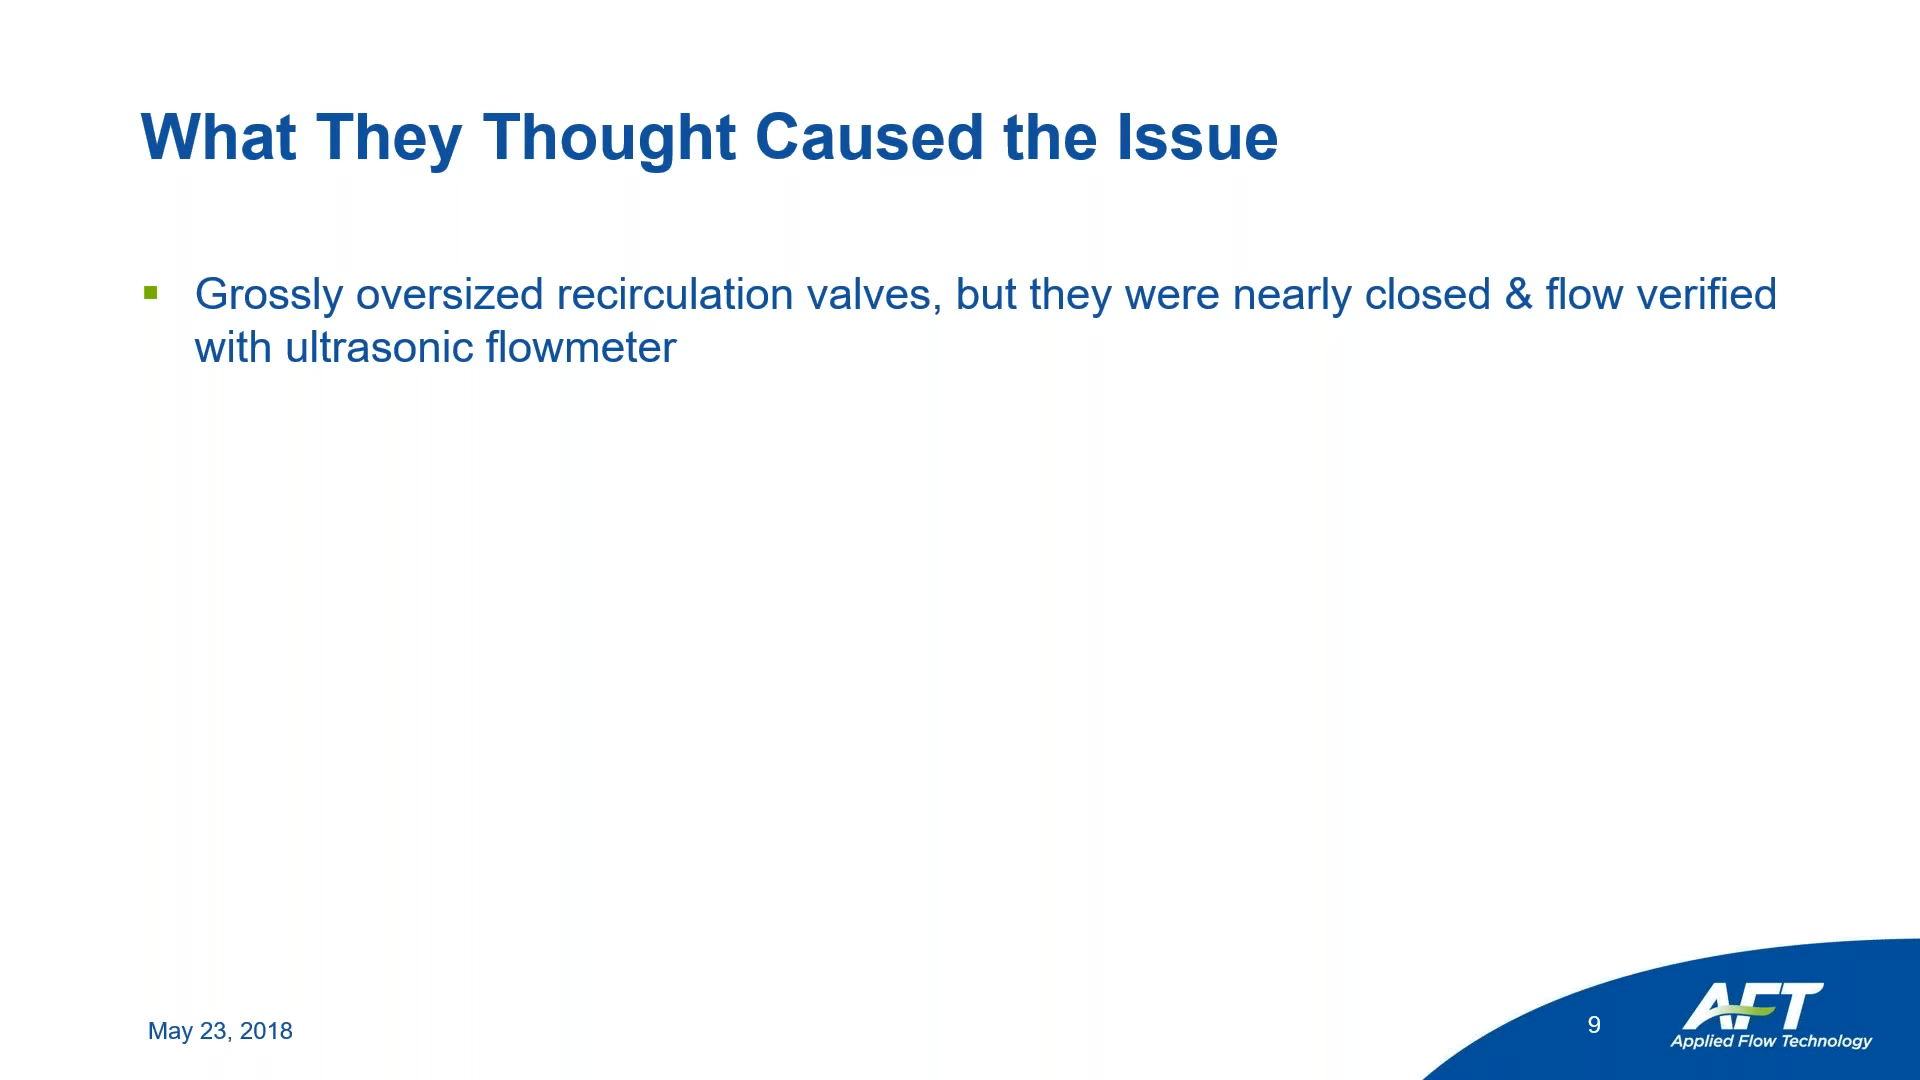 What They Thought Caused the Issue
▪ Grossly oversized recirculation valves, but they were nearly closed & flow verified
with ultrasonic flowmeter
May 23, 2018
9
AFT
Applied Flow Technology